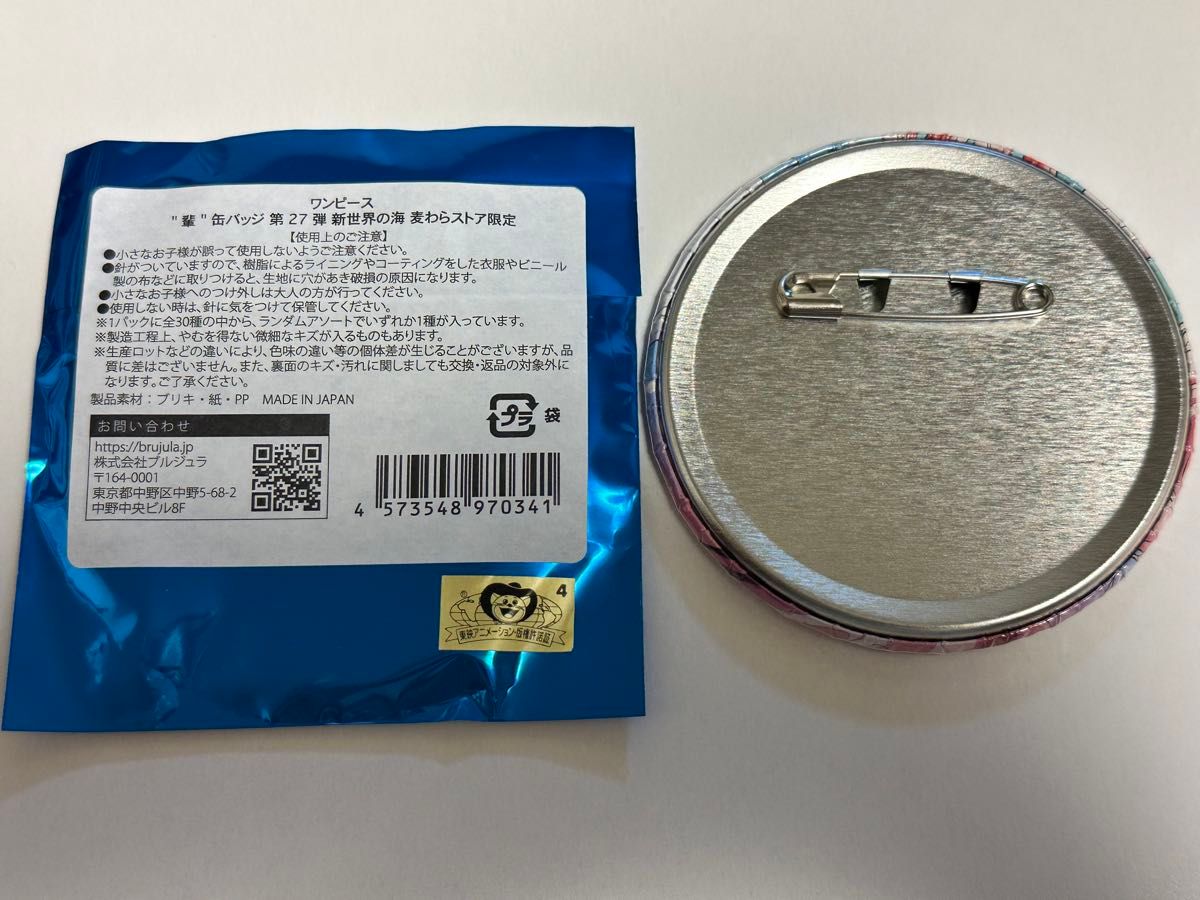 ワンピース
"輩"缶バッジ 第27弾 新世界の海 麦わらストア限定
【使用上のご注意】
●小さなお子様が誤って使用しないようご注意ください。
●針がついていますので、樹脂によるライニングやコーティングをした衣服やビニール
製の布などに取りつけると、生地に穴があき破損の原因になります。
●小さなお子様へのつけ外しは大人の方が行ってください。
●使用しない時は、針に気をつけて保管してください。
※1パックに全30種の中から、ランダムアソートでいずれか1種が入っています。
※製造工程上、やむを得ない微細なキズが入るものもあります。
※生産ロットなどの違いにより、色味の違い等の個体差が生じることがございますが、品
質に差はございません。また、裏面のキズ・汚れに関しましても交換・返品の対象外に
なります。ご了承ください。
製品素材：ブリキ・紙・PP MADE IN JAPAN
お問い合わせ
https://brujula.jp
株式会社ブルジュラ
〒164-0001
東京都中野区中野5-68-2
中野中央ビル8F
プラ 袋
4 573548 970341
4
東映アニメーション・版権許諾証